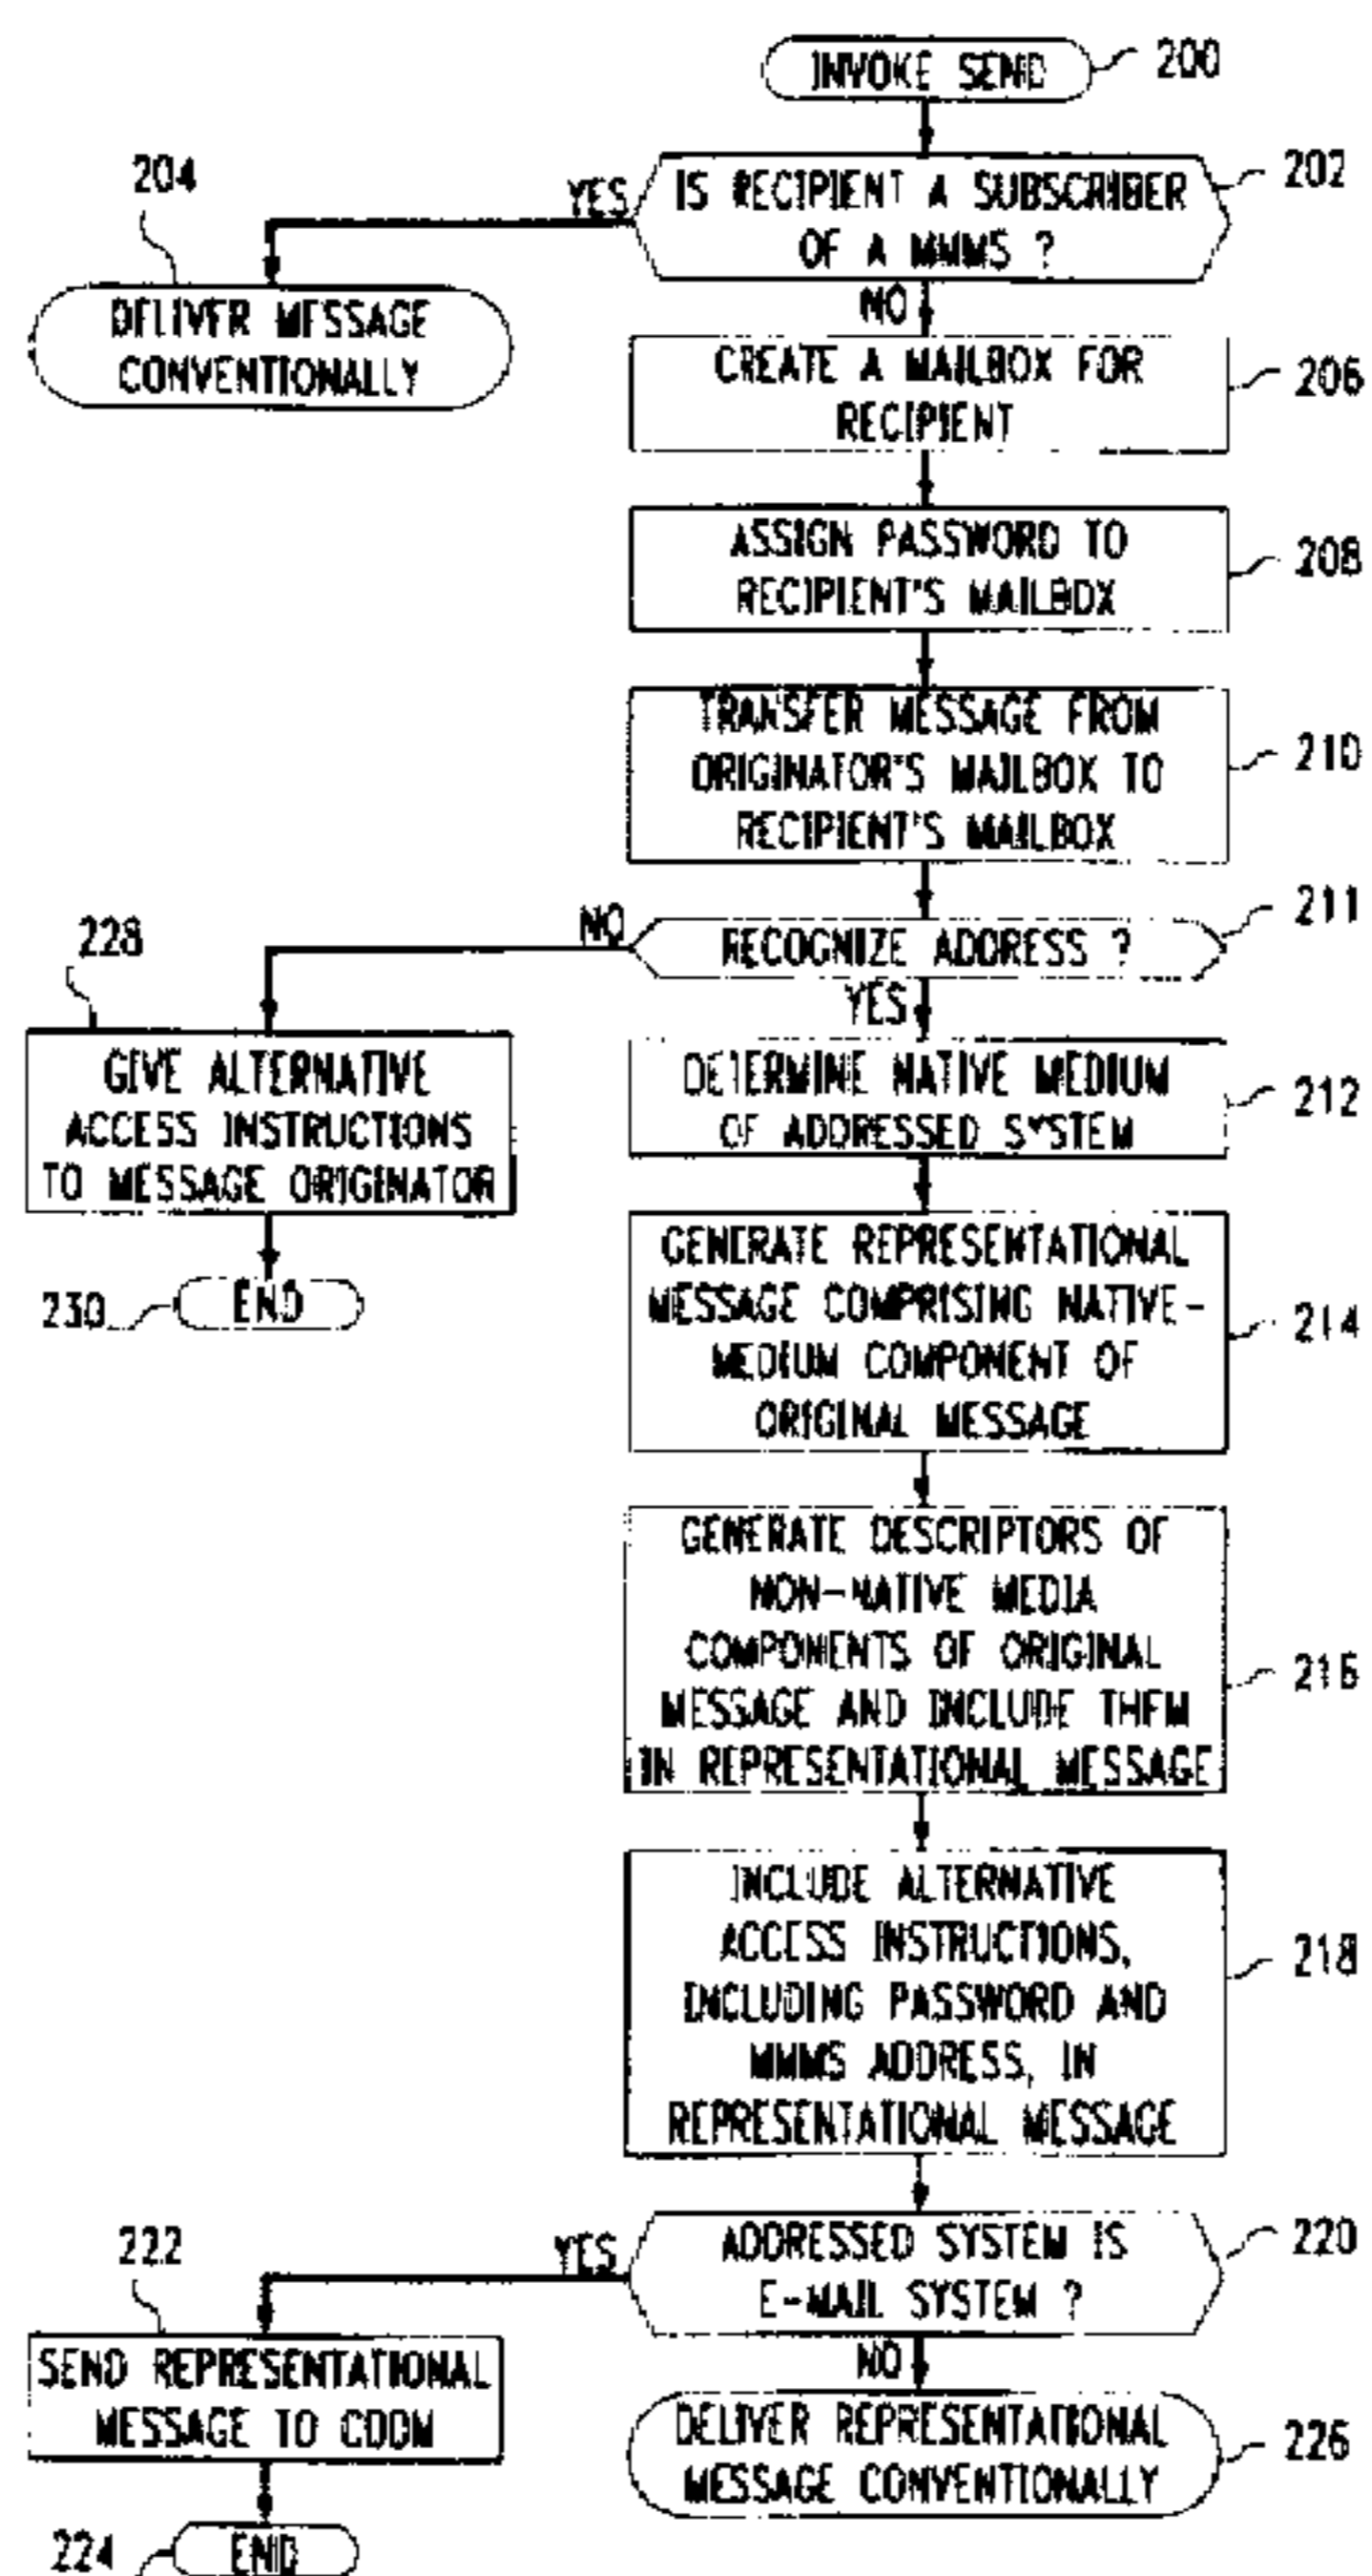 INVOKE SEND
200
IS RECIPIENT A SUBSCRIBER
OF A MMMS ?
202
YES
204
DELIVER MESSAGE
CONVENTIONALLY
NO
CREATE A MAILBOX FOR
RECIPIENT
206
ASSIGN PASSWORD TO
RECIPIENT'S MAILBOX
208
TRANSFER MESSAGE FROM
ORIGINATOR'S MAILBOX TO
RECIPIENT'S MAILBOX
210
RECOGNIZE ADDRESS ?
211
NO
228
GIVE ALTERNATIVE
ACCESS INSTRUCTIONS
TO MESSAGE ORIGINATOR
230
END
YES
DETERMINE NATIVE MEDIUM
OF ADDRESSED SYSTEM
212
GENERATE REPRESENTATIONAL
MESSAGE COMPRISING NATIVE-
MEDIUM COMPONENT OF
ORIGINAL MESSAGE
214
GENERATE DESCRIPTORS OF
NON-NATIVE MEDIA
COMPONENTS OF ORIGINAL
MESSAGE AND INCLUDE THEM
IN REPRESENTATIONAL MESSAGE
216
INCLUDE ALTERNATIVE
ACCESS INSTRUCTIONS,
INCLUDING PASSWORD AND
MMMS ADDRESS, IN
REPRESENTATIONAL MESSAGE
218
ADDRESSED SYSTEM IS
E-MAIL SYSTEM ?
220
YES
222
SEND REPRESENTATIONAL
MESSAGE TO CDDM
224
END
NO
DELIVER REPRESENTATIONAL
MESSAGE CONVENTIONALLY
226